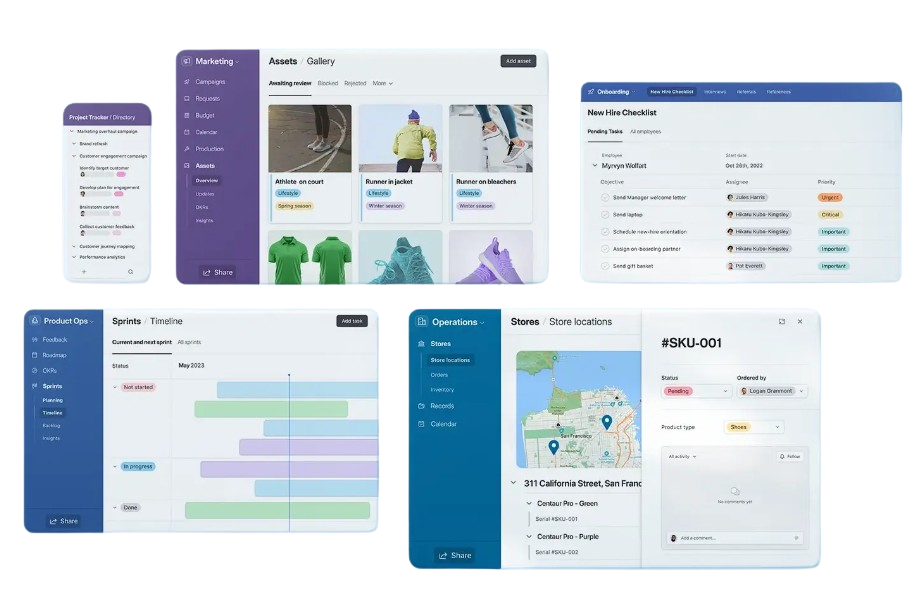 Project Tracker / Directory
Marketing overhaul campaign
Brand refresh
Customer engagement campaign
Identify target customer
Develop plan for engagement
Brainstorm content
Collect customer feedback
Customer journey mapping
Performance analytics
Marketing
Campaigns
Requests
Budget
Calendar
Production
Assets
Overview
Updates
OKRs
Insights
Share
Assets / Gallery
Add asset
Awaiting review Blocked Rejected More
Athlete on court
Lifestyle
Spring season
Runner in jacket
Lifestyle
Winter season
Runner on bleachers
Lifestyle
Winter season
Onboarding New Hire Checklist Interviews Referrals References
New Hire Checklist
Pending Tasks All employees
Employee Start date
Myrvyn Wolfart Oct 26th, 2023
Objective Assignee Priority
Send Manager welcome letter Jules Harris Urgent
Send laptop Hikaru Kuba-Kingsley Critical
Schedule new-hire orientation Hikaru Kuba-Kingsley Important
Assign on-boarding partner Hikaru Kuba-Kingsley Important
Send gift basket Pat Everett Important
Product Ops
Feedback
Roadmap
OKRs
Sprints
Planning
Timeline
Backlog
Insights
Share
Sprints / Timeline
Add task
Current and next sprint All sprints
Status May 2023
Not started
In progress
Done
Operations
Stores
Store locations
Orders
Inventory
Records
Calendar
Share
Stores / Store locations
San Francisco
311 California Street, San Franc
Centaur Pro - Green
Serial #SKU-001
Centaur Pro - Purple
Serial #SKU-002
#SKU-001
Status Ordered by
Pending Logan Grammont
Product type Shoes
All activity Follow
No comments yet
Add a comment...